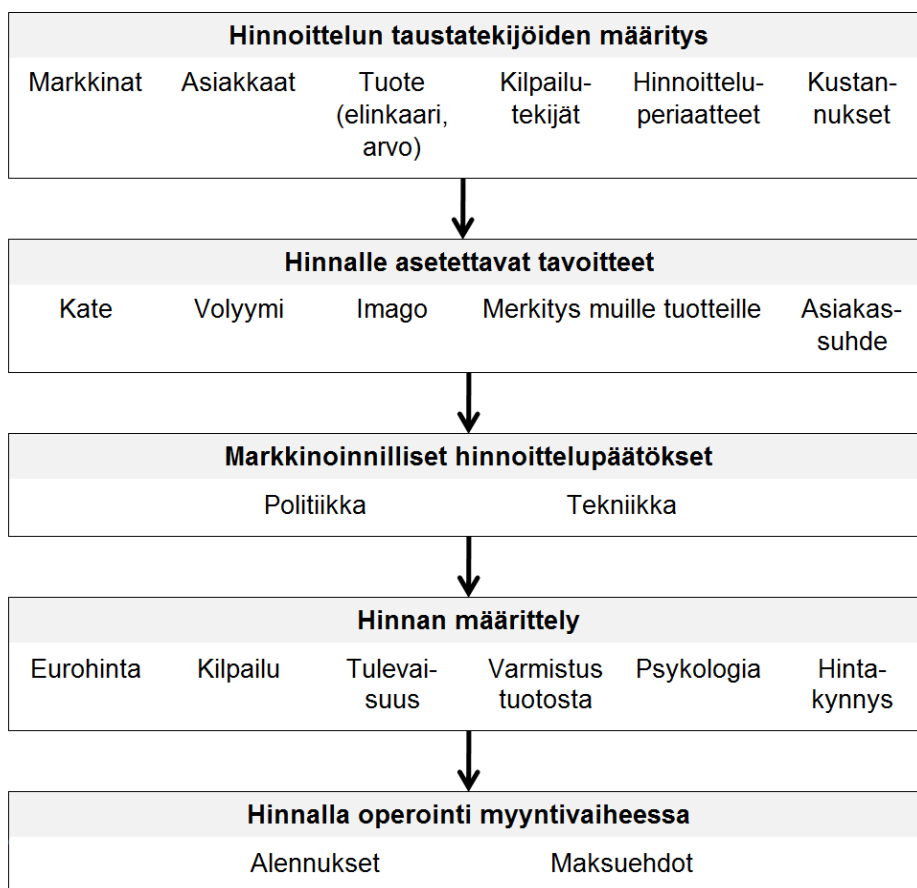 Hinnoittelun taustatekijöiden määritys
Markkinat Asiakkaat Tuote Kilpailu- Hinnoittelu- Kustan-
(elinkaari, tekijät periaatteet nukset
arvo)
Hinnalle asetettavat tavoitteet
Kate Volyymi Imago Merkitys muille tuotteille Asiakas-
suhde
Markkinoinnilliset hinnoittelupäätökset
Politiikka Tekniikka
Hinnan määrittely
Eurohinta Kilpailu Tulevai- Varmistus Psykologia Hinta-
suus tuotosta kynnys
Hinnalla operointi myyntivaiheessa
Alennukset Maksuehdot